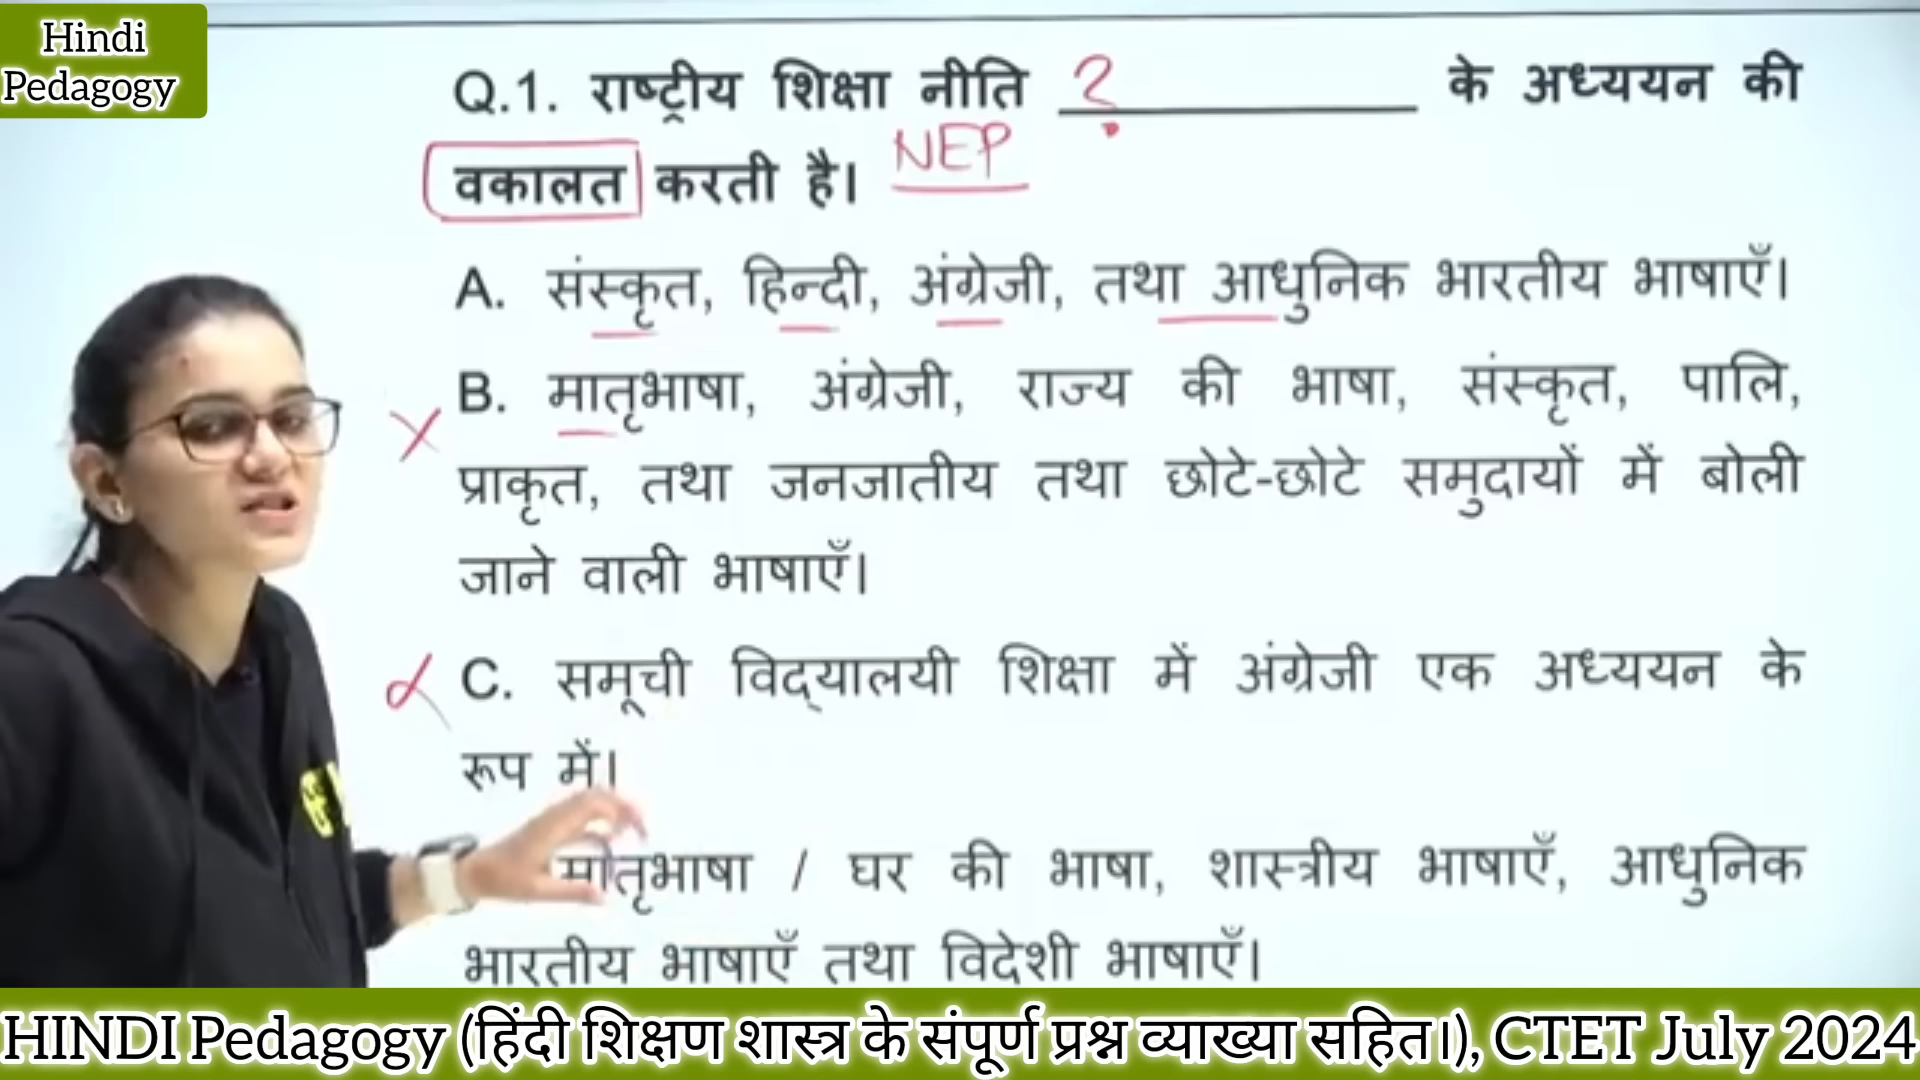 Hindi
Pedagogy
Q.1. राष्ट्रीय शिक्षा नीति ? __________ के अध्ययन की
वकालत करती है। NEP
A. संस्कृत, हिन्दी, अंग्रेजी, तथा आधुनिक भारतीय भाषाएँ।
B. मातृभाषा, अंग्रेजी, राज्य की भाषा, संस्कृत, पालि,
प्राकृत, तथा जनजातीय तथा छोटे-छोटे समुदायों में बोली
जाने वाली भाषाएँ।
C. समूची विद्यालयी शिक्षा में अंग्रेजी एक अध्ययन के
रूप में।
मातृभाषा / घर की भाषा, शास्त्रीय भाषाएँ, आधुनिक
भारतीय भाषाएँ तथा विदेशी भाषाएँ।
HINDI Pedagogy (हिंदी शिक्षण शास्त्र के संपूर्ण प्रश्न व्याख्या सहित।), CTET July 2024